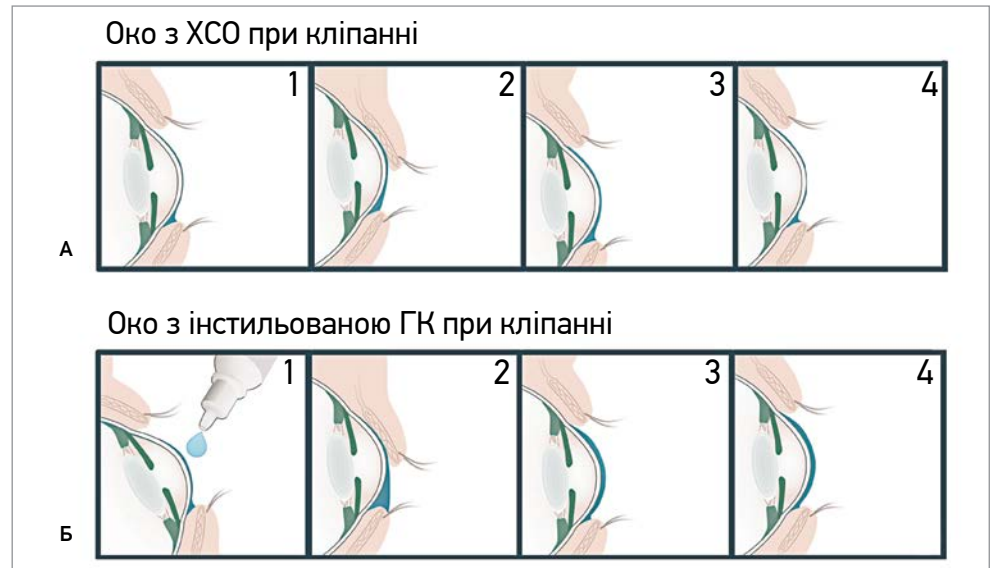 Око з ХСО при кліпанні
1 2 3 4
А
Око з інстильованою ГК при кліпанні
1 2 3 4
Б